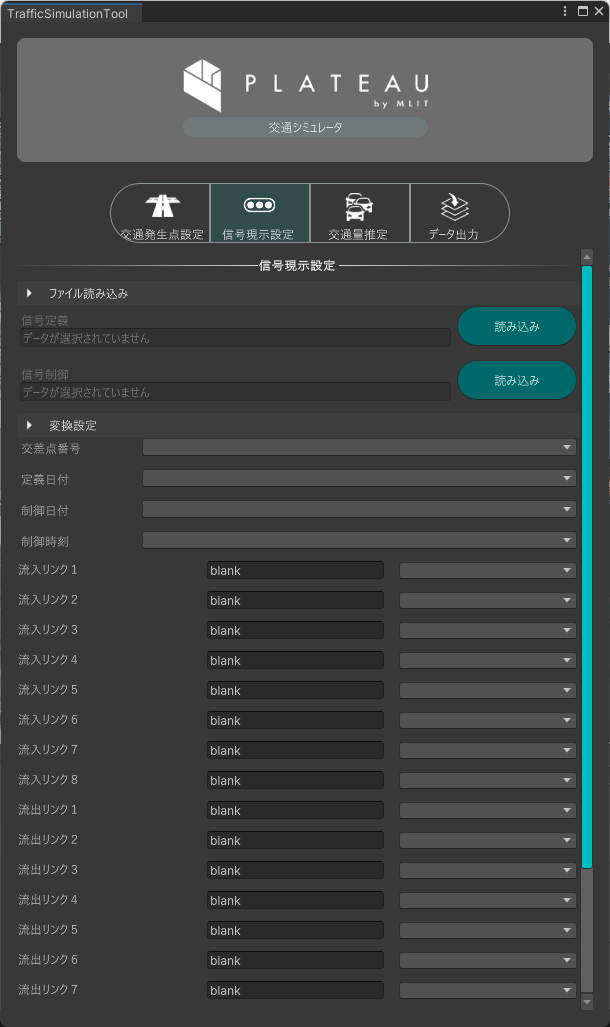 TrafficSimulationTool
PLATEAU
by MLIT
交通シミュレータ
交通発生点設定 信号現示設定 交通量推定 データ出力
信号現示設定
ファイル読み込み
信号定義
データが選択されていません 読み込み
信号制御
データが選択されていません 読み込み
変換設定
交差点番号
定義日付
制御日付
制御時刻
流入リンク1 blank
流入リンク2 blank
流入リンク3 blank
流入リンク4 blank
流入リンク5 blank
流入リンク6 blank
流入リンク7 blank
流入リンク8 blank
流出リンク1 blank
流出リンク2 blank
流出リンク3 blank
流出リンク4 blank
流出リンク5 blank
流出リンク6 blank
流出リンク7 blank